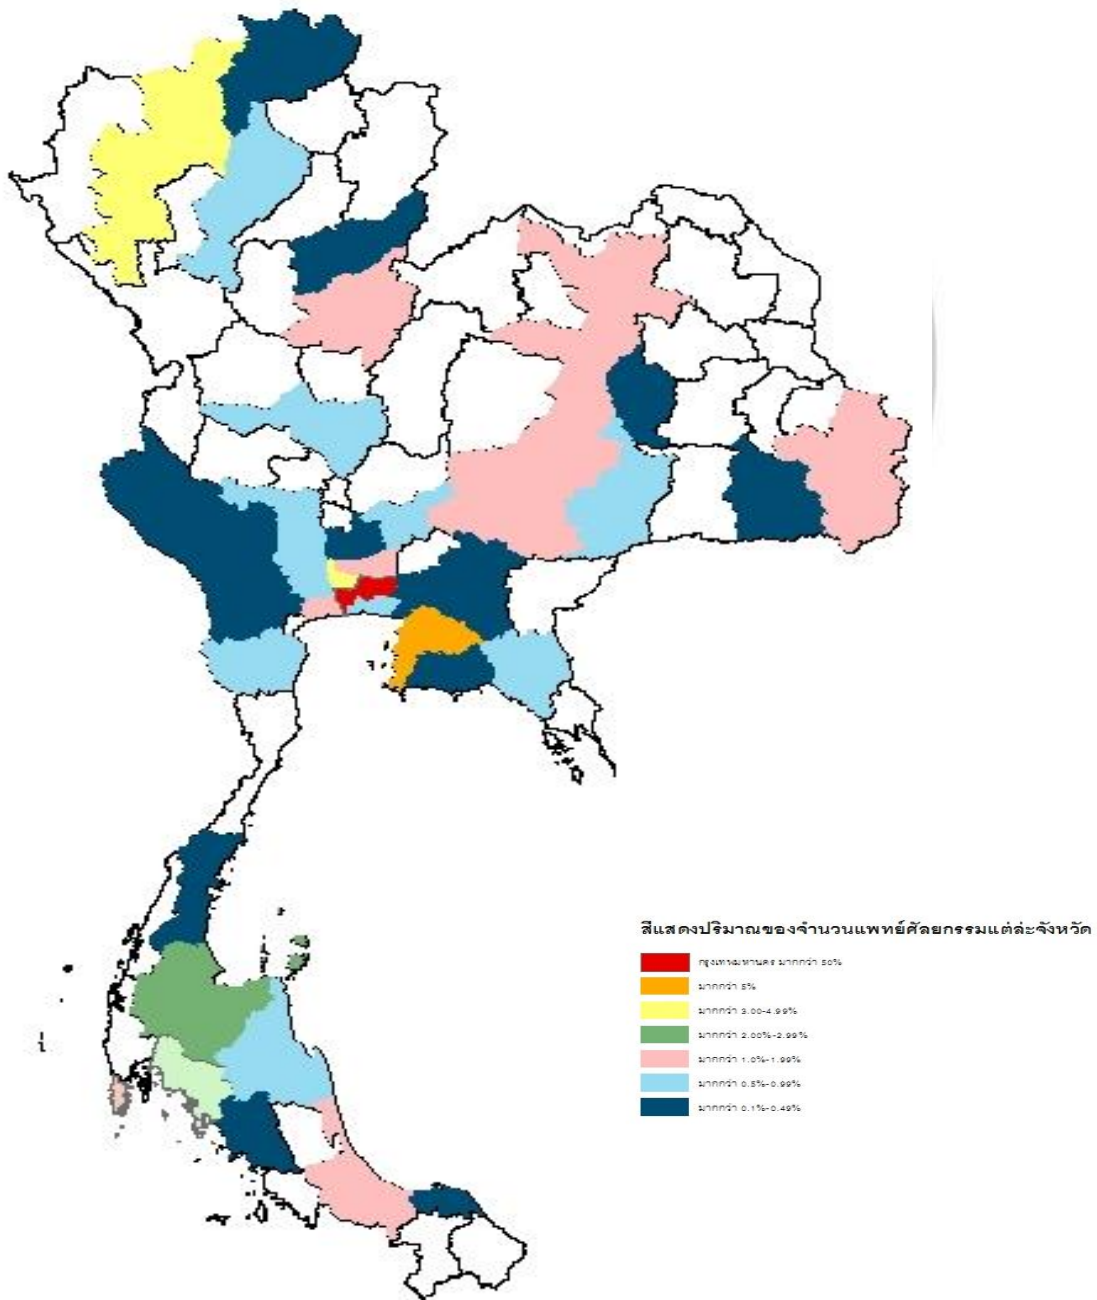 สีแสดงปริมาณของจำนวนแพทย์ศัลยกรรมแต่ล่ะจังหวัด
กรุงเทพมหานคร มากกว่า 50%
มากกว่า 5%
มากกว่า 3.00-4.99%
มากกว่า 2.00%-2.99%
มากกว่า 1.0%-1.99%
มากกว่า 0.5%-0.99%
มากกว่า 0.1%-0.49%